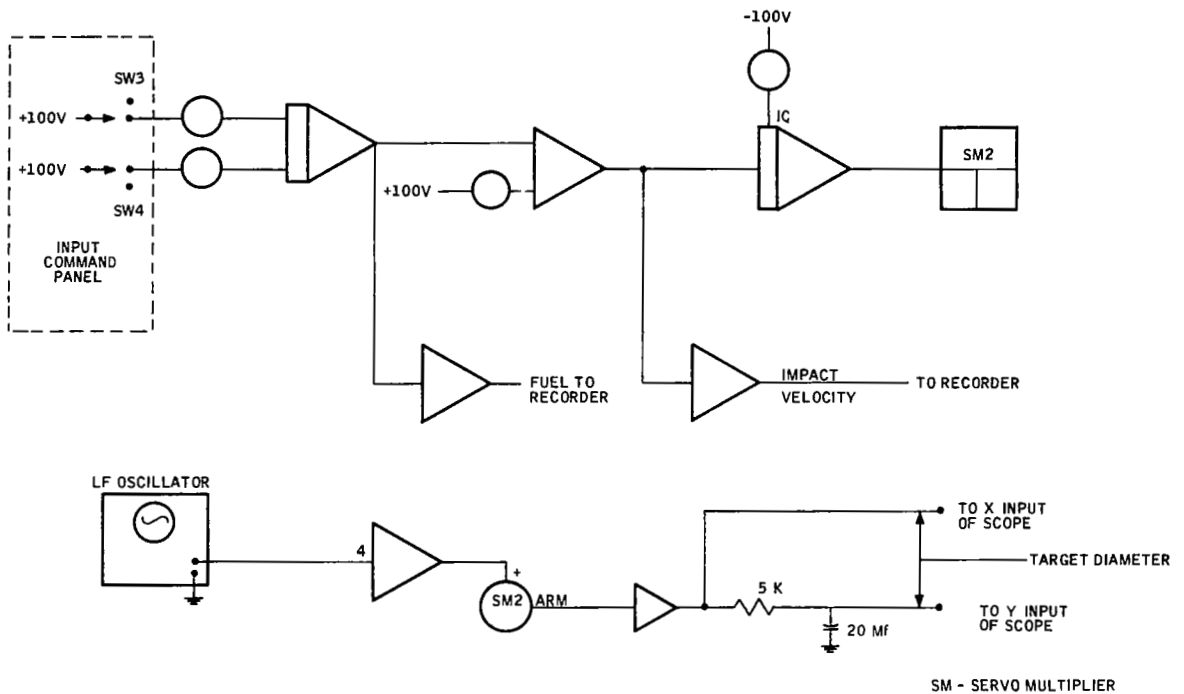 -100V
SW3
+100V
IC
+100V
SM2
+100V
SW4
INPUT
COMMAND
PANEL
FUEL TO
RECORDER
IMPACT
VELOCITY
TO RECORDER
LF OSCILLATOR
TO X INPUT
OF SCOPE
4
+
TARGET DIAMETER
5 K
SM2
ARM
TO Y INPUT
OF SCOPE
20 Mf
SM - SERVO MULTIPLIER